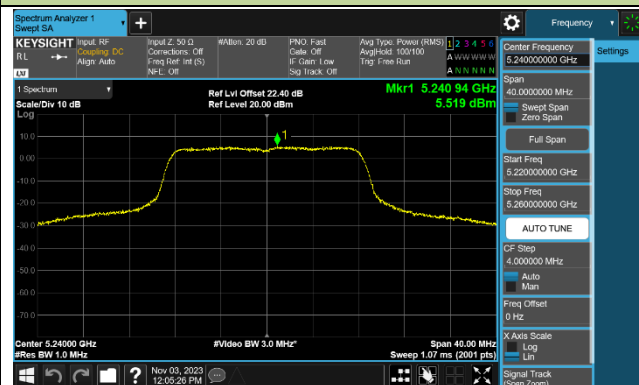 Spectrum Analyzer 1
Swept SA
Frequency
KEYSIGHT
Input: RF
Coupling: DC
Align: Auto
Input Z: 50 Ω
Corrections: Off
Freq Ref: Int (S)
NFE: Off
#Atten: 20 dB
PNO: Fast
Gate: Off
IF Gain: Low
Sig Track: Off
Avg Type: Power (RMS)
Avg|Hold: 100/100
Trig: Free Run
1 2 3 4 5 6
A W W W W W
A N N N N N
RL
LXI
1 Spectrum
Scale/Div 10 dB
Log
Ref Lvl Offset 22.40 dB
Ref Level 20.00 dBm
Mkr1 5.240 94 GHz
5.519 dBm
1
10.0
0.00
-10.0
-20.0
-30.0
-40.0
-50.0
-60.0
-70.0
Center 5.24000 GHz
#Res BW 1.0 MHz
#Video BW 3.0 MHz*
Span 40.00 MHz
Sweep 1.07 ms (2001 pts)
Nov 03, 2023
12:05:26 PM
Center Frequency
5.240000000 GHz
Settings
Span
40.0000000 MHz
Swept Span
Zero Span
Full Span
Start Freq
5.220000000 GHz
Stop Freq
5.260000000 GHz
AUTO TUNE
CF Step
4.000000 MHz
Auto
Man
Freq Offset
0 Hz
X Axis Scale
Log
Lin
Signal Track
(Span Zoom)